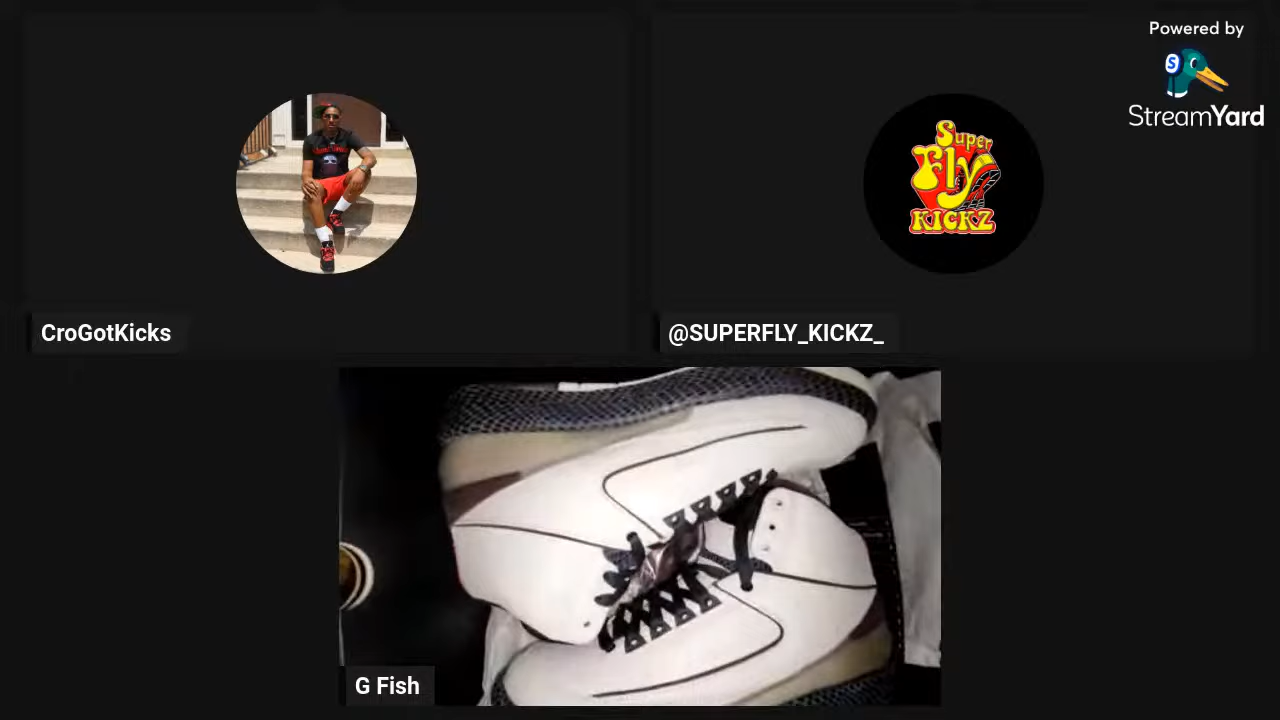 Powered by
S
StreamYard
Super
Fly
KICKZ
CroGotKicks
@SUPERFLY_KICKZ_
G Fish